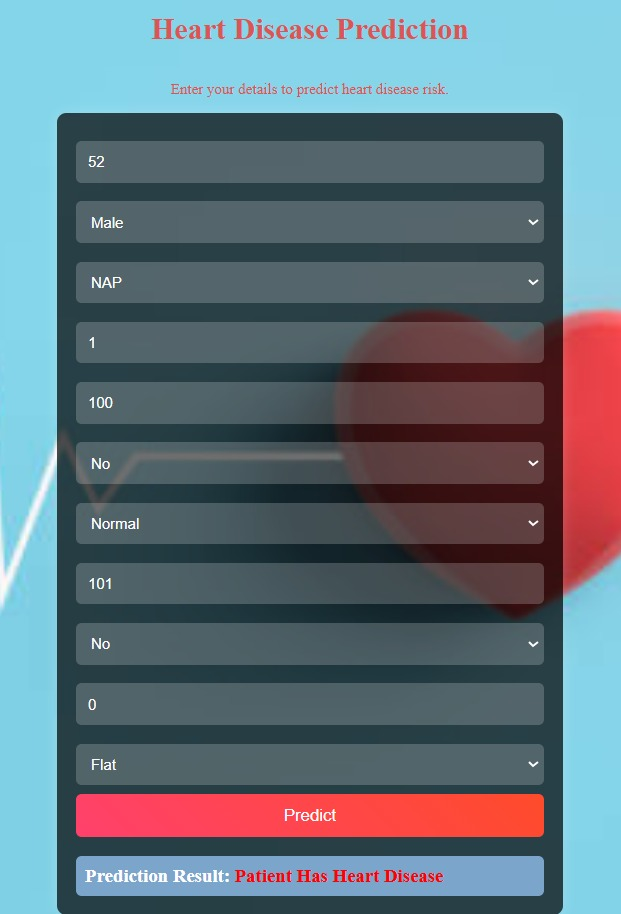 Heart Disease Prediction
Enter your details to predict heart disease risk.
52
Male
NAP
1
100
No
Normal
101
No
0
Flat
Predict
Prediction Result: Patient Has Heart Disease